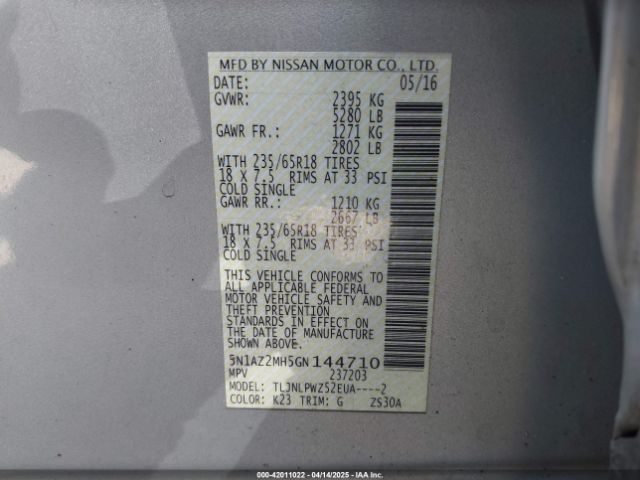 MFD BY NISSAN MOTOR CO., LTD.
DATE: 05/16
GVWR: 2395 KG
5280 LB
GAWR FR.: 1271 KG
2802 LB
WITH 235/65R18 TIRES
18 X 7.5 RIMS AT 33 PSI
COLD SINGLE
GAWR RR.: 1210 KG
2667 LB
WITH 235/65R18 TIRES
18 X 7.5 RIMS AT 33 PSI
COLD SINGLE
THIS VEHICLE CONFORMS TO
ALL APPLICABLE FEDERAL
MOTOR VEHICLE SAFETY AND
THEFT PREVENTION
STANDARDS IN EFFECT ON
THE DATE OF MANUFACTURE
SHOWN ABOVE.
5N1AZ2MH5GN144710
MPV 237203
MODEL: TLJNLPWZ52EUA----2
COLOR: K23 TRIM: G ZS30A
000-42011022 - 04/14/2025 - IAAI.COM